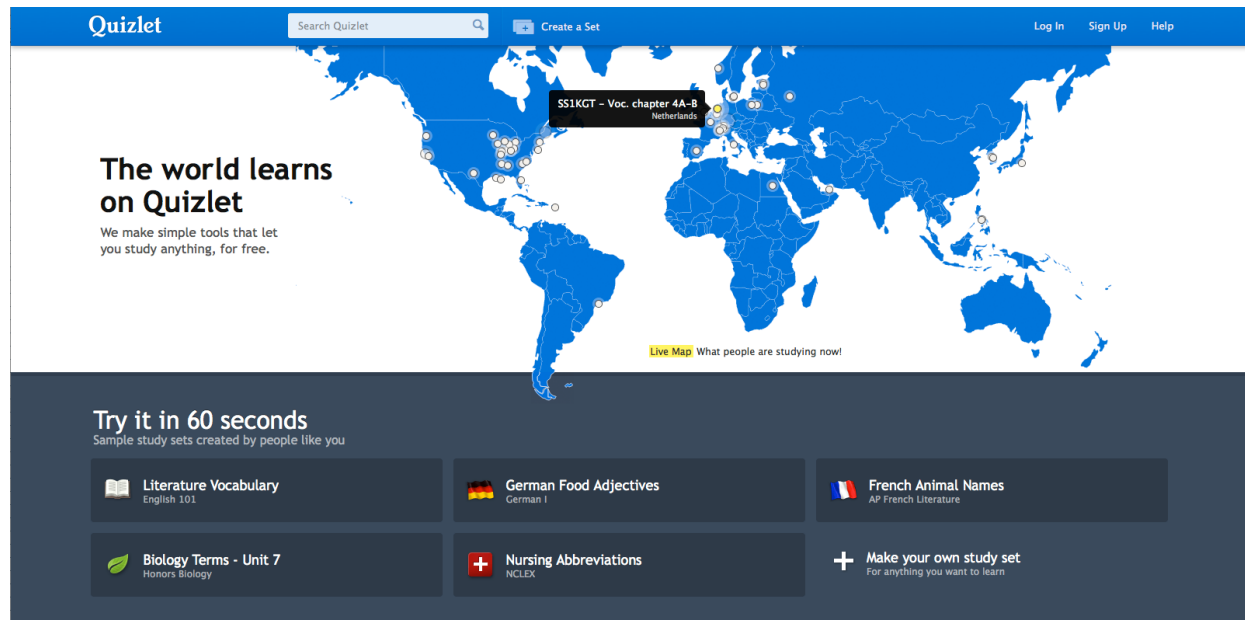 Quizlet
Search Quizlet
Create a Set
Log In
Sign Up
Help
SS1KGT – Voc. chapter 4A–B
Netherlands
The world learns
on Quizlet
We make simple tools that let
you study anything, for free.
Live Map What people are studying now!
Try it in 60 seconds
Sample study sets created by people like you
Literature Vocabulary
English 101
German Food Adjectives
German I
French Animal Names
AP French Literature
Biology Terms - Unit 7
Honors Biology
Nursing Abbreviations
NCLEX
Make your own study set
For anything you want to learn